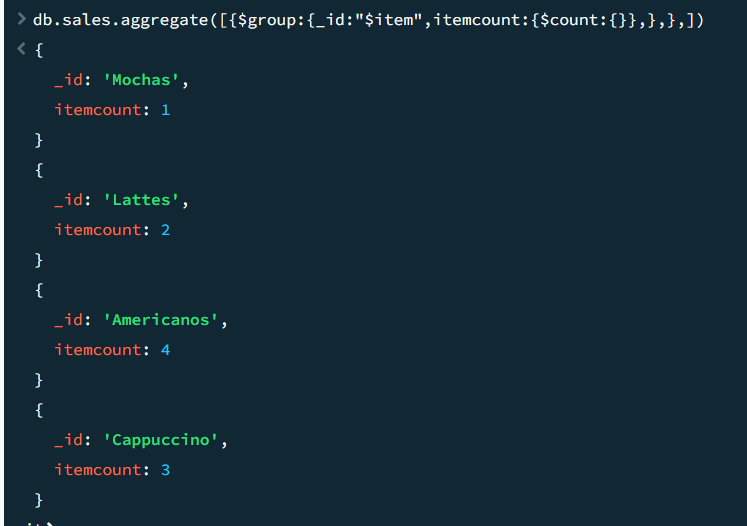 > db.sales.aggregate([{$group:{_id:"$item",itemcount:{$count:{}},},},])
< {
_id: 'Mochas',
itemcount: 1
}
{
_id: 'Lattes',
itemcount: 2
}
{
_id: 'Americanos',
itemcount: 4
}
{
_id: 'Cappuccino',
itemcount: 3
}